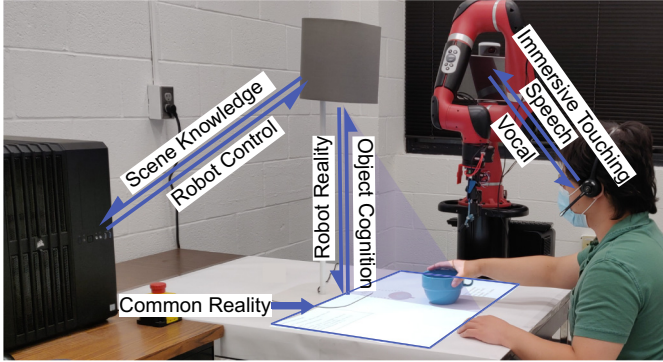 Scene Knowledge
Robot Control
Robot Reality
Object Cognition
Immersive Touching
Speech
Vocal
Common Reality